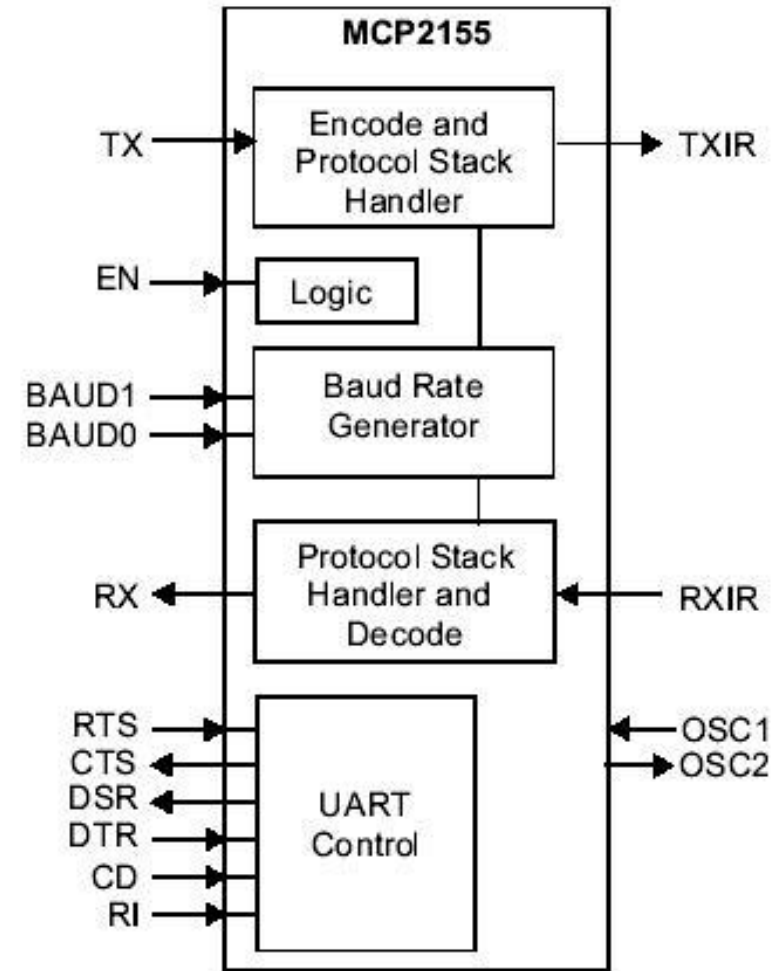 MCP2155
TX
Encode and
Protocol Stack
Handler
TXIR
EN
Logic
BAUD1
BAUD0
Baud Rate
Generator
RX
Protocol Stack
Handler and
Decode
RXIR
RTS
CTS
DSR
DTR
CD
RI
UART
Control
OSC1
OSC2